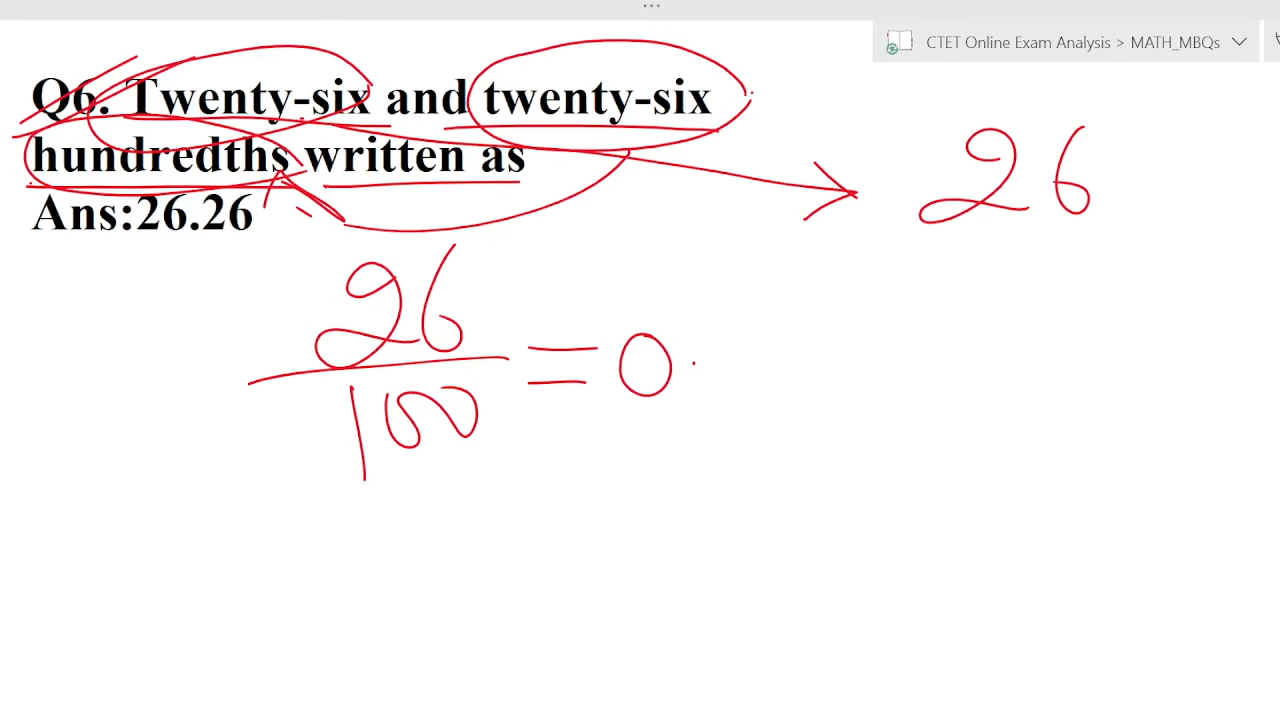 CTET Online Exam Analysis > MATH_MBQs
Q6. Twenty-six and twenty-six
hundredths written as
Ans:26.26
26
26
100
= 0.